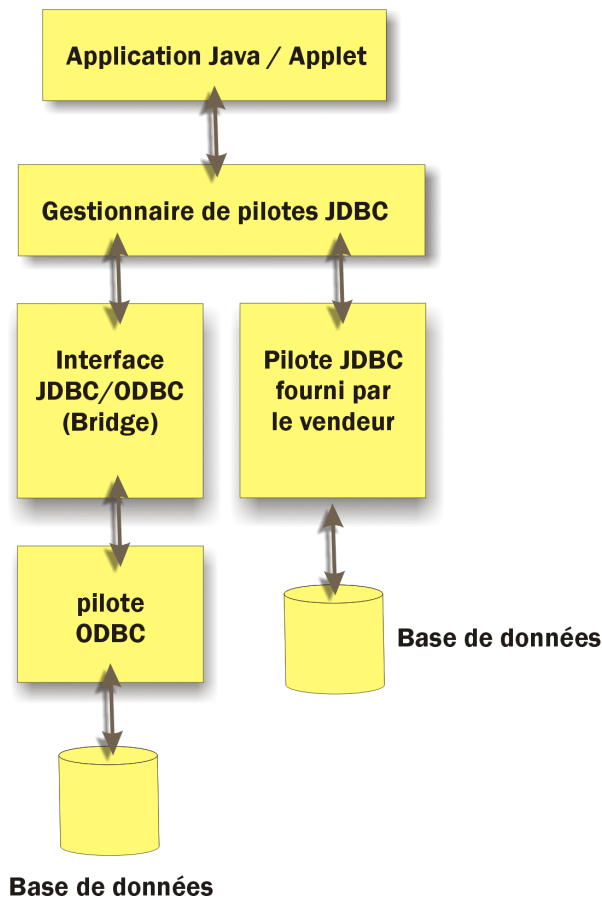 Application Java / Applet
Gestionnaire de pilotes JDBC
Interface
JDBC/ODBC
(Bridge)
Pilote JDBC
fourni par
le vendeur
pilote
ODBC
Base de données
Base de données